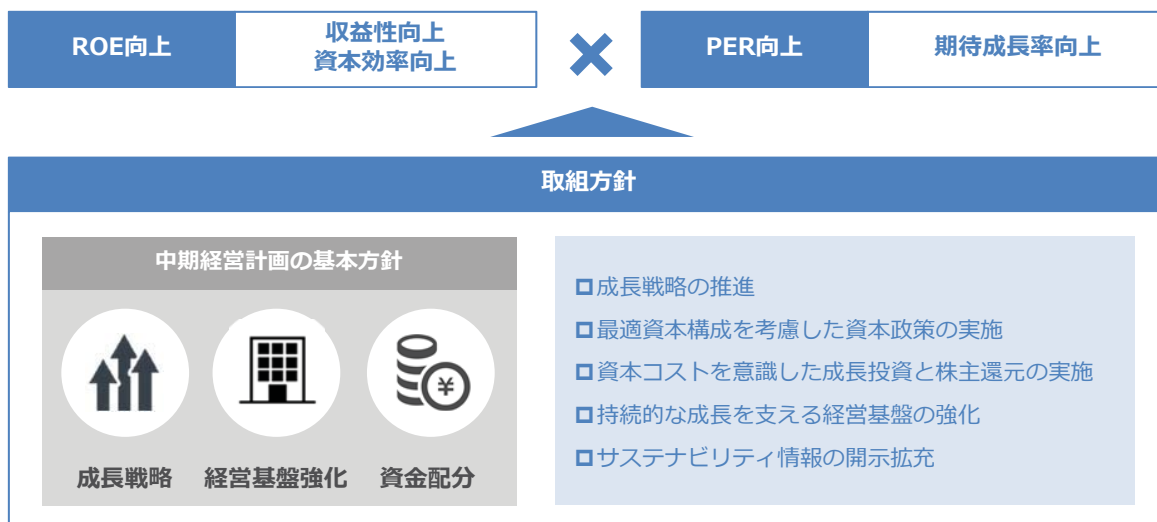 ROE向上
収益性向上
資本効率向上
PER向上
期待成長率向上
取組方針
中期経営計画の基本方針
成長戦略
経営基盤強化
資金配分
成長戦略の推進
最適資本構成を考慮した資本政策の実施
資本コストを意識した成長投資と株主還元の実施
持続的な成長を支える経営基盤の強化
サステナビリティ情報の開示拡充
¥